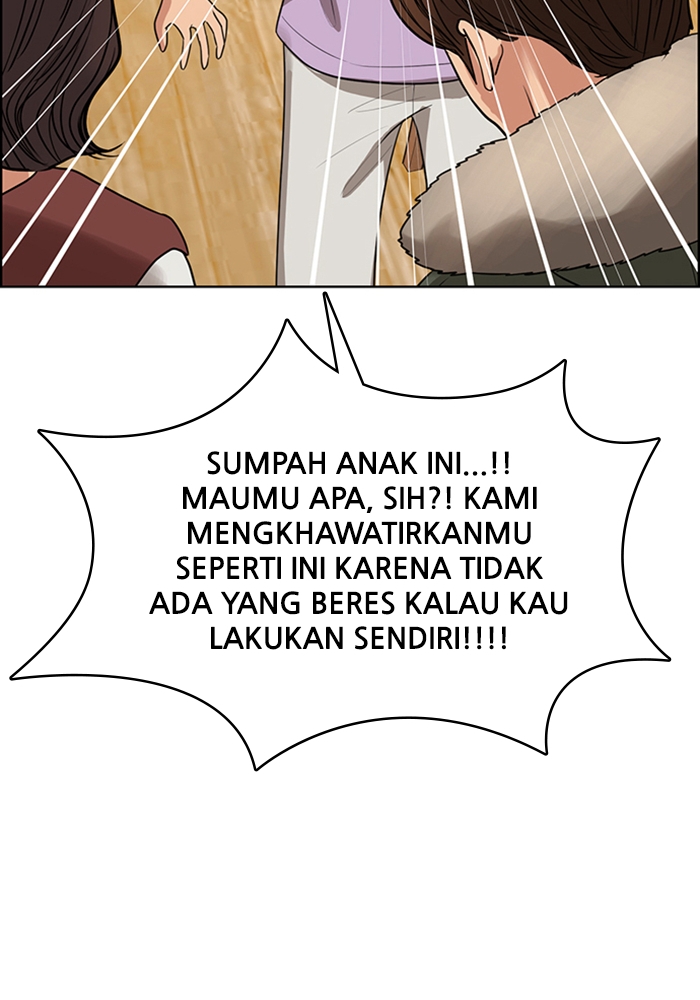 SUMPAH ANAK INI...!!
MAUMU APA, SIH?! KAMI
MENGKHAWATIRKANMU
SEPERTI INI KARENA TIDAK
ADA YANG BERES KALAU KAU
LAKUKAN SENDIRI!!!!